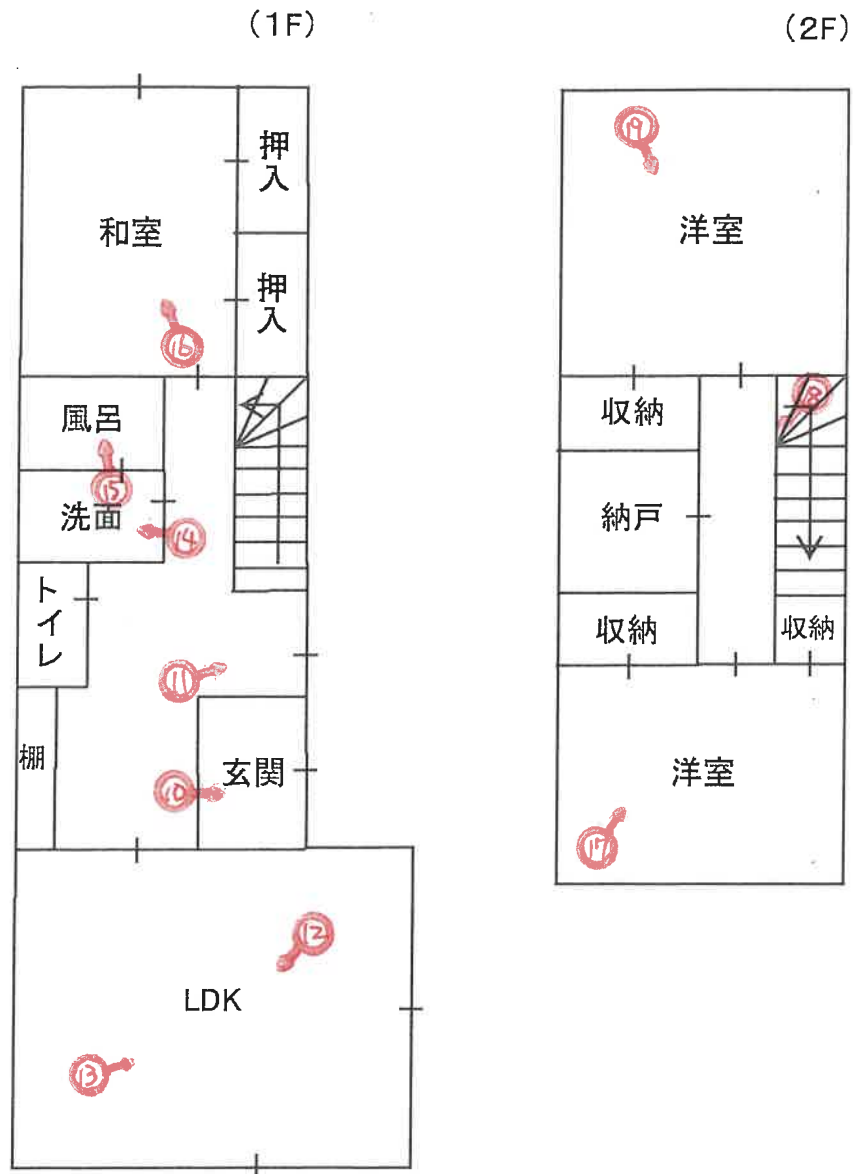 (1F)
和室
押入
押入
⑯
風呂
⑮
洗面
⑭
トイレ
⑪
棚
⑩
玄関
⑫
LDK
⑬
(2F)
⑲
洋室
収納
⑱
納戸
収納
収納
洋室
⑰